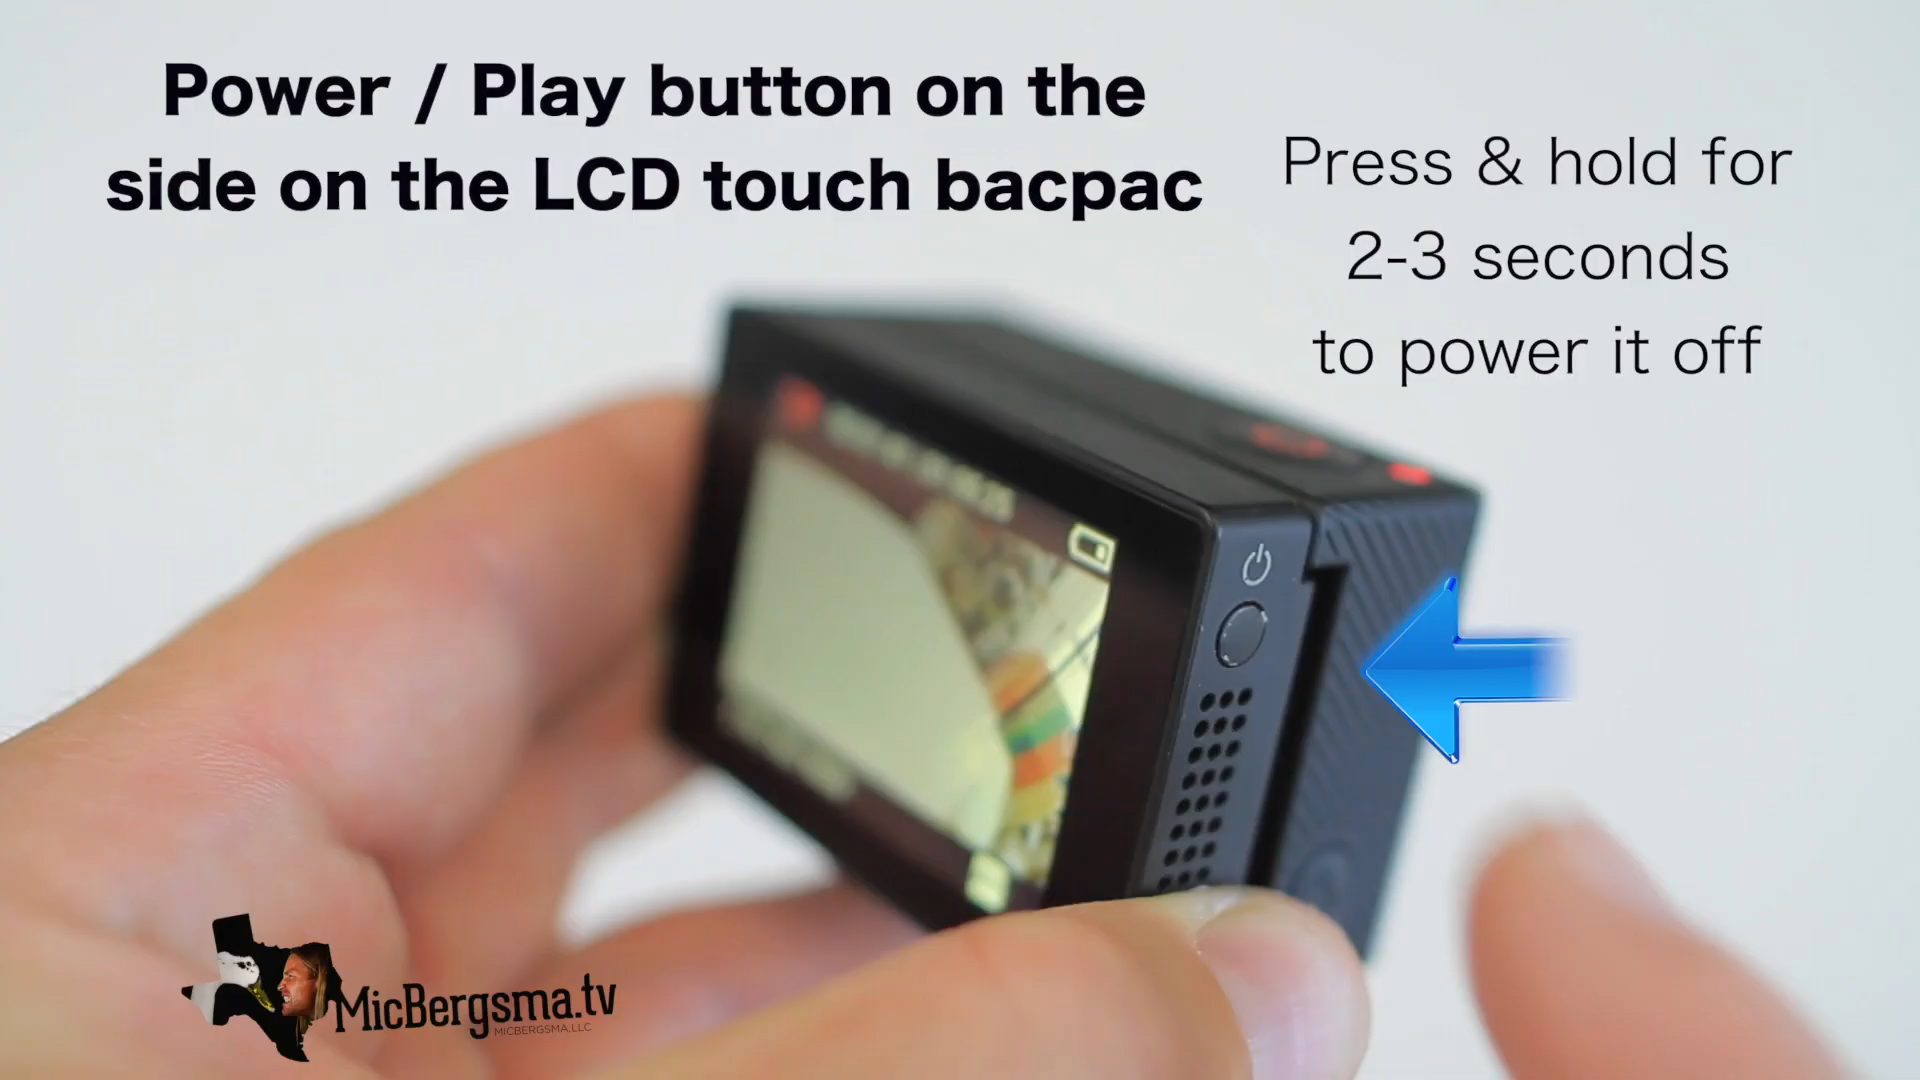 Power / Play button on the
side on the LCD touch bacpac
Press & hold for
2-3 seconds
to power it off
MicBergsma.tv
MICBERGSMA.LLC